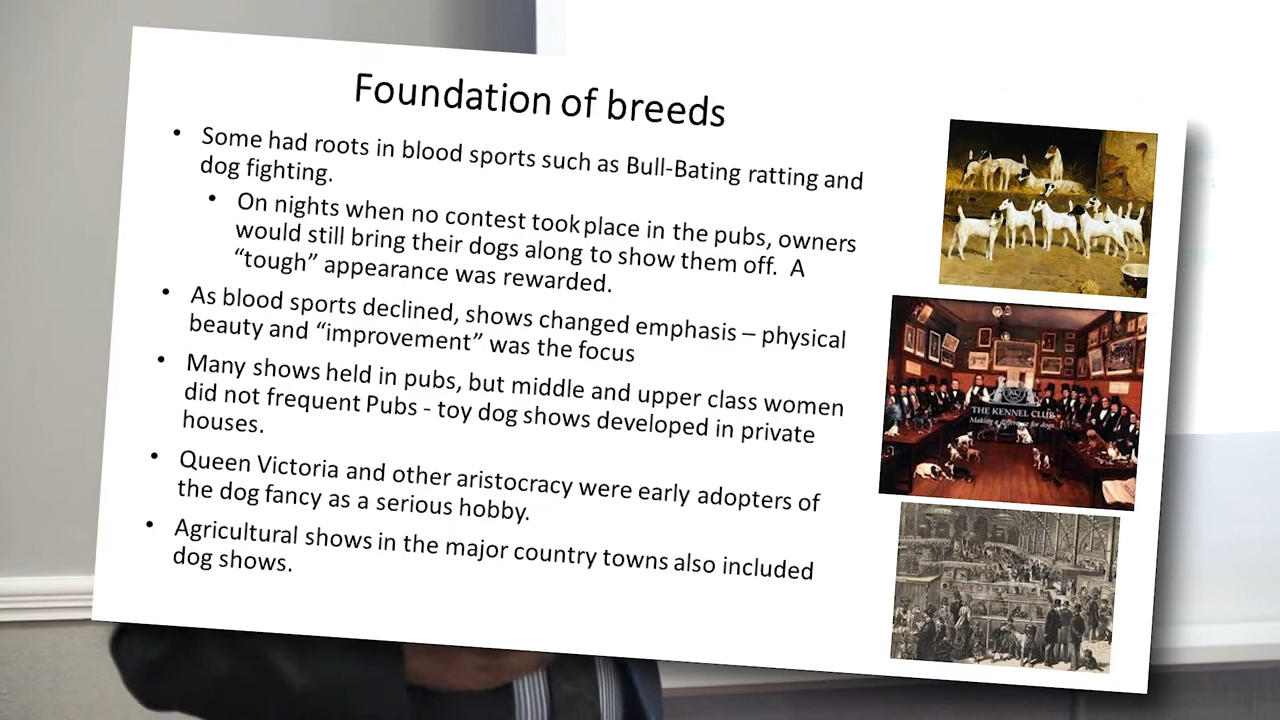 Foundation of breeds
• Some had roots in blood sports such as Bull-Bating ratting and
dog fighting.
• On nights when no contest took place in the pubs, owners
would still bring their dogs along to show them off. A
“tough” appearance was rewarded.
• As blood sports declined, shows changed emphasis – physical
beauty and “improvement” was the focus
• Many shows held in pubs, but middle and upper class women
did not frequent Pubs - toy dog shows developed in private
houses.
• Queen Victoria and other aristocracy were early adopters of
the dog fancy as a serious hobby.
• Agricultural shows in the major country towns also included
dog shows.
THE KENNEL CLUB
Making a difference for dogs